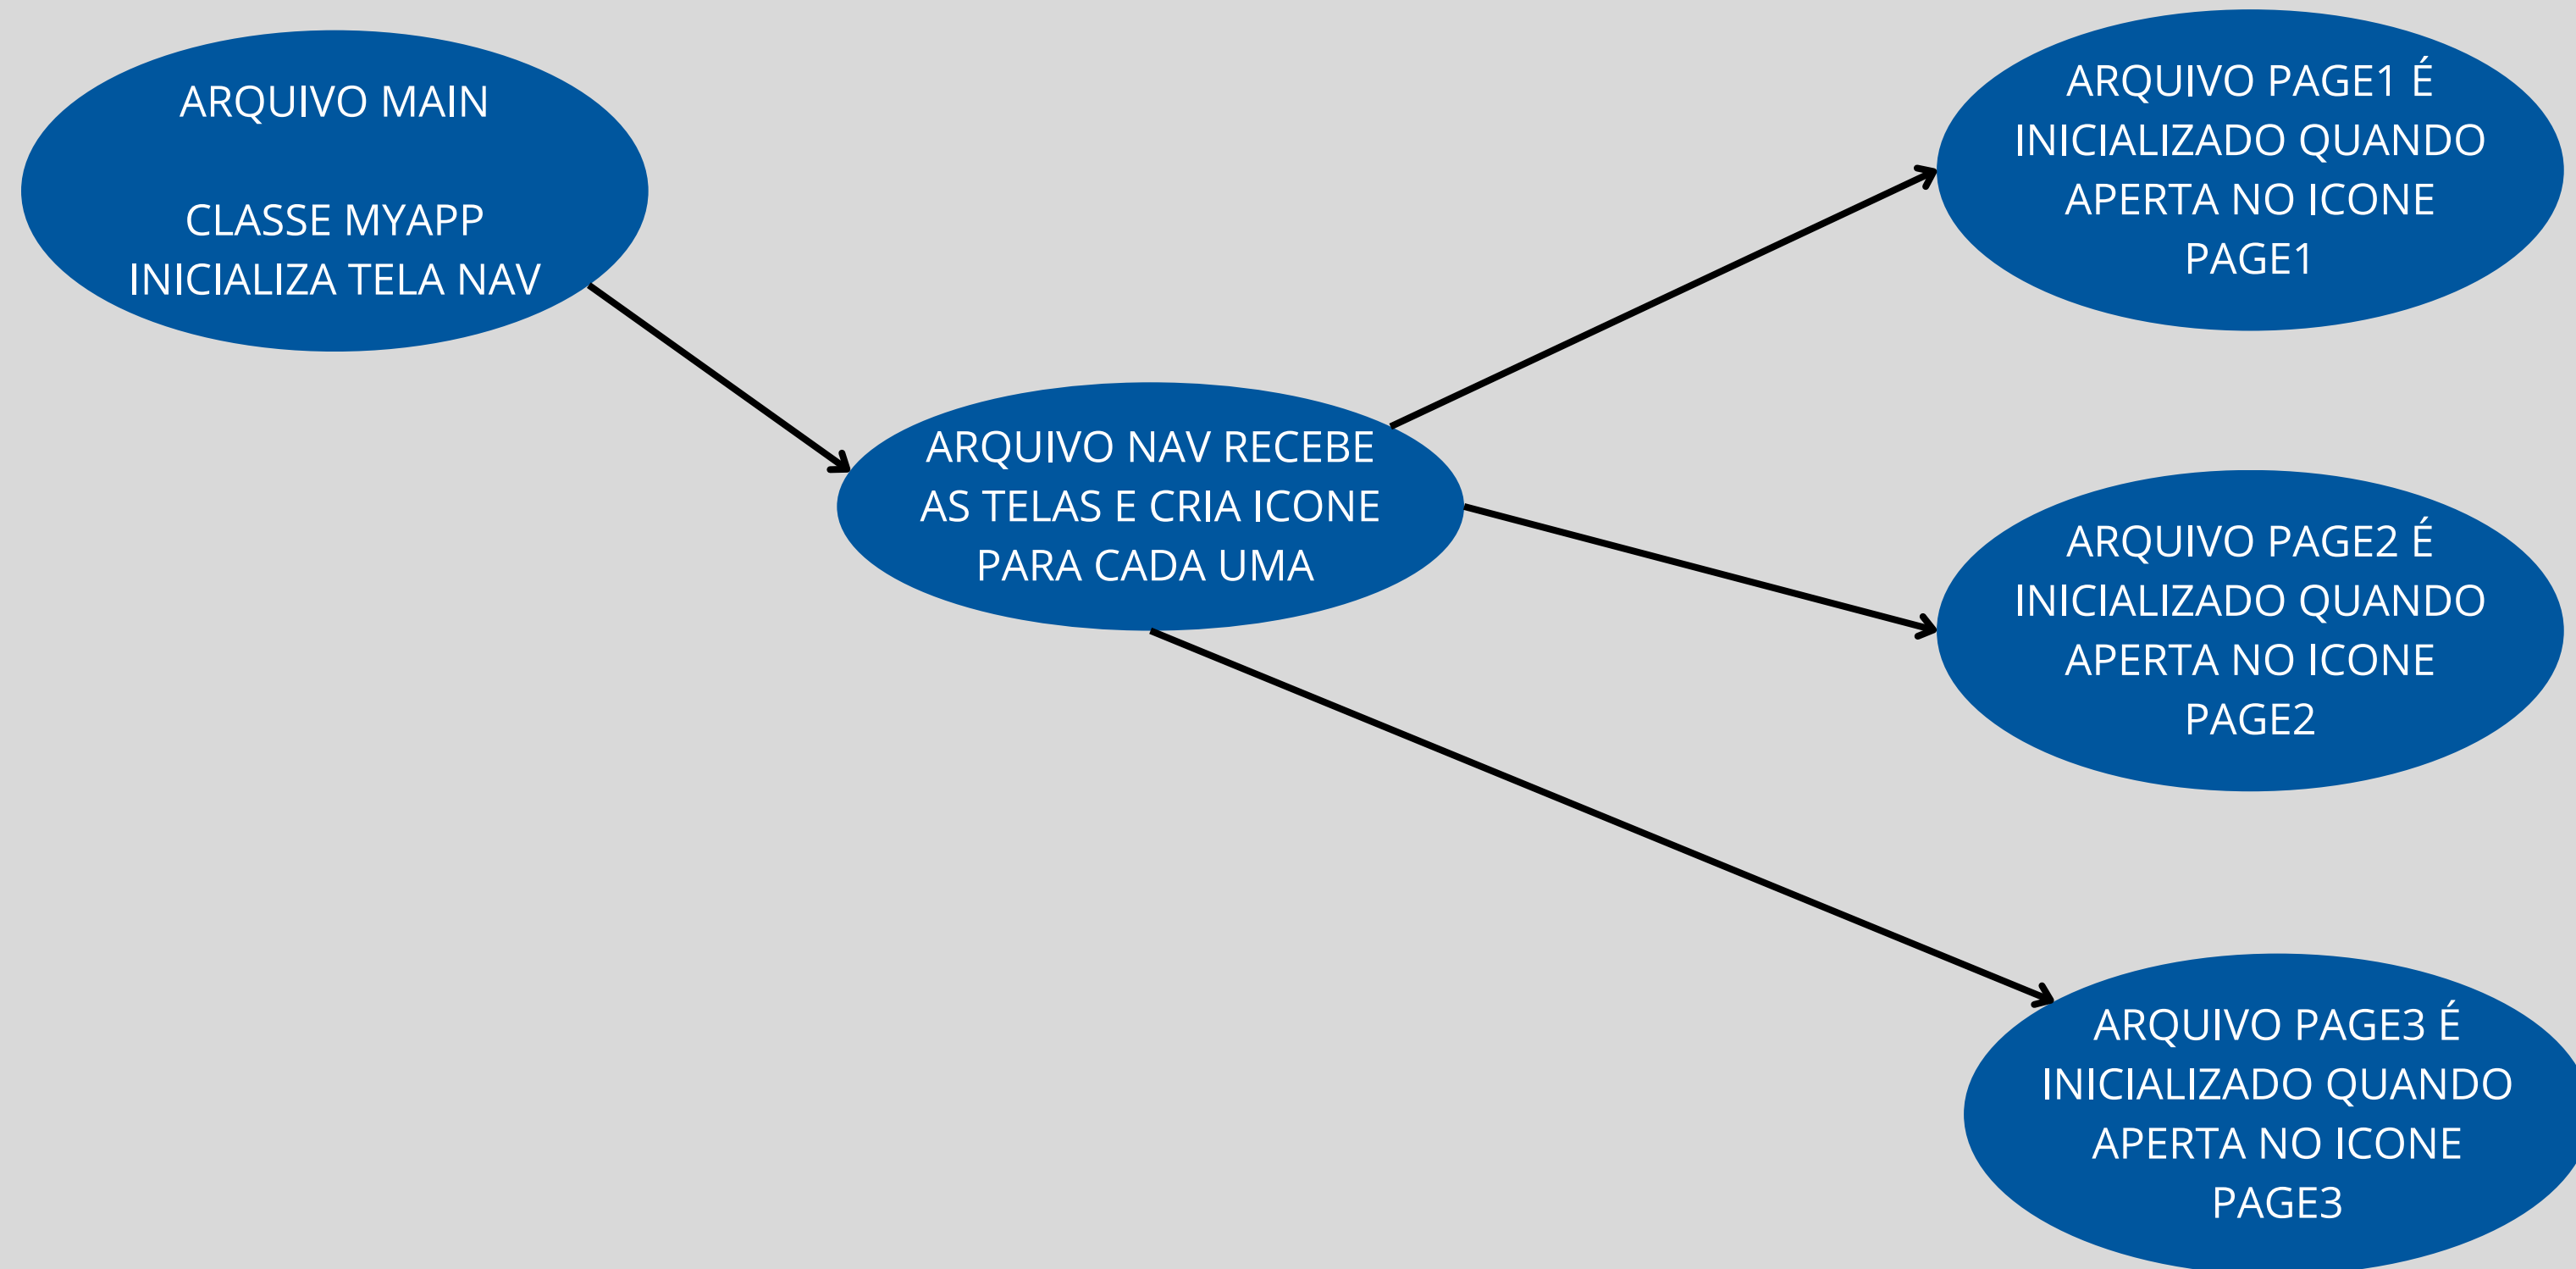 ARQUIVO MAIN
CLASSE MYAPP
INICIALIZA TELA NAV
ARQUIVO NAV RECEBE
AS TELAS E CRIA ICONE
PARA CADA UMA
ARQUIVO PAGE1 É
INICIALIZADO QUANDO
APERTA NO ICONE
PAGE1
ARQUIVO PAGE2 É
INICIALIZADO QUANDO
APERTA NO ICONE
PAGE2
ARQUIVO PAGE3 É
INICIALIZADO QUANDO
APERTA NO ICONE
PAGE3